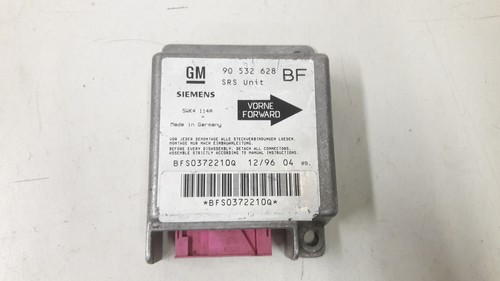 GM 90 532 628 BF
SRS Unit
SIEMENS
5WK4 114A
VORNE
FORWARD
Made in Germany
VOR JEDER DEMONTAGE ALLE STECKVERBINDUNGEN LOESEN.
MONTAGE NUR NACH EINBAUANLEITUNG.
BEFORE EVERY DISASSEMBLY, DETACH ALL CONNECTORS.
ASSEMBLE STRICTLY ACCORDING TO MANUAL INSTRUCTIONS.
BFS0372210Q 12/96 04
*BFS0372210Q*